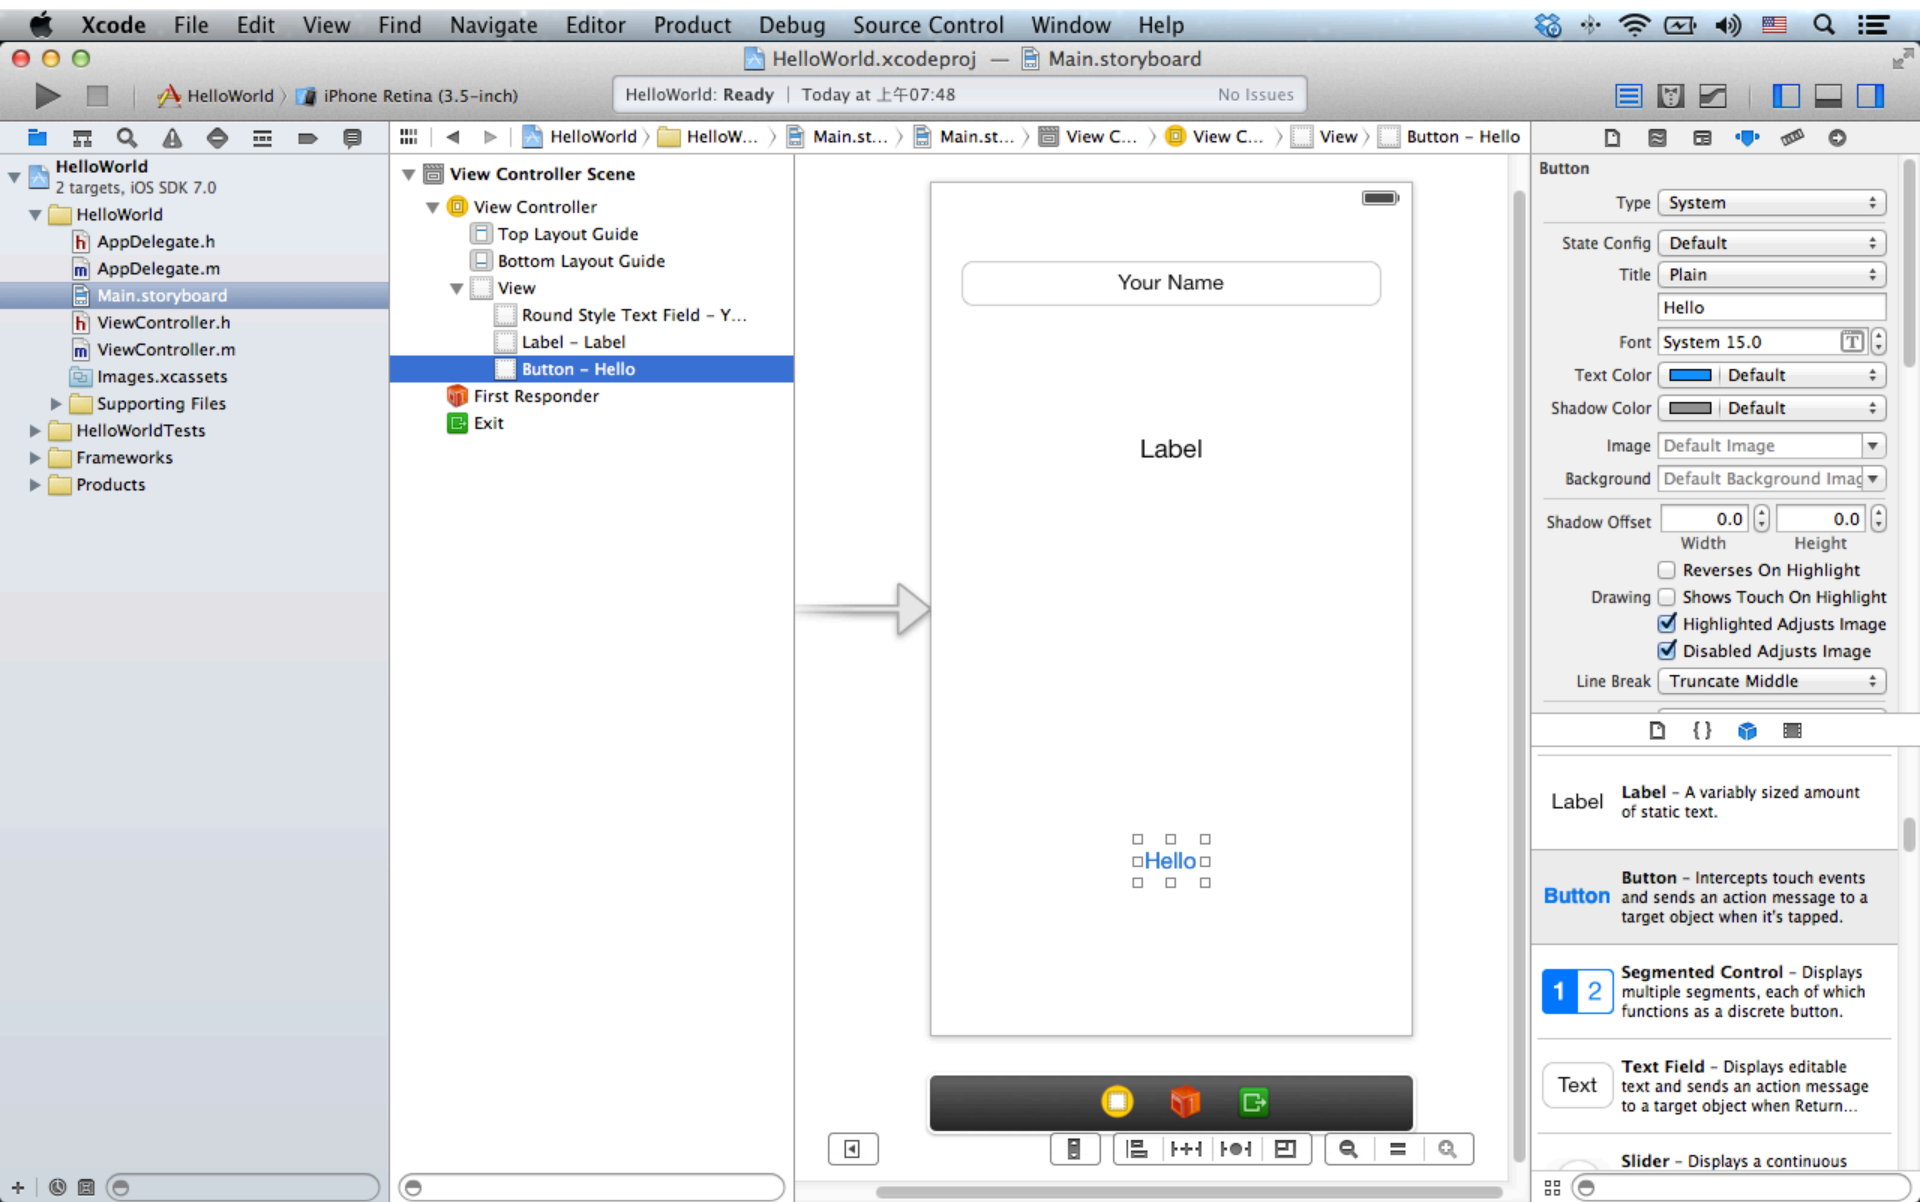 Xcode File Edit View Find Navigate Editor Product Debug Source Control Window Help
HelloWorld.xcodeproj — Main.storyboard
HelloWorld iPhone Retina (3.5-inch)
HelloWorld: Ready | Today at 上午07:48 No Issues
HelloWorld HelloW... Main.st... Main.st... View C... View C... View Button – Hello
HelloWorld
2 targets, iOS SDK 7.0
HelloWorld
AppDelegate.h
AppDelegate.m
Main.storyboard
ViewController.h
ViewController.m
Images.xcassets
Supporting Files
HelloWorldTests
Frameworks
Products
View Controller Scene
View Controller
Top Layout Guide
Bottom Layout Guide
View
Round Style Text Field – Y...
Label – Label
Button – Hello
First Responder
Exit
Your Name
Label
Hello
Button
Type System
State Config Default
Title Plain
Hello
Font System 15.0
Text Color Default
Shadow Color Default
Image Default Image
Background Default Background Imag
Shadow Offset 0.0 0.0
Width Height
Reverses On Highlight
Drawing Shows Touch On Highlight
Highlighted Adjusts Image
Disabled Adjusts Image
Line Break Truncate Middle
{ }
Label
Label – A variably sized amount
of static text.
Button
Button – Intercepts touch events
and sends an action message to a
target object when it's tapped.
1 2
Segmented Control – Displays
multiple segments, each of which
functions as a discrete button.
Text
Text Field – Displays editable
text and sends an action message
to a target object when Return...
Slider – Displays a continuous